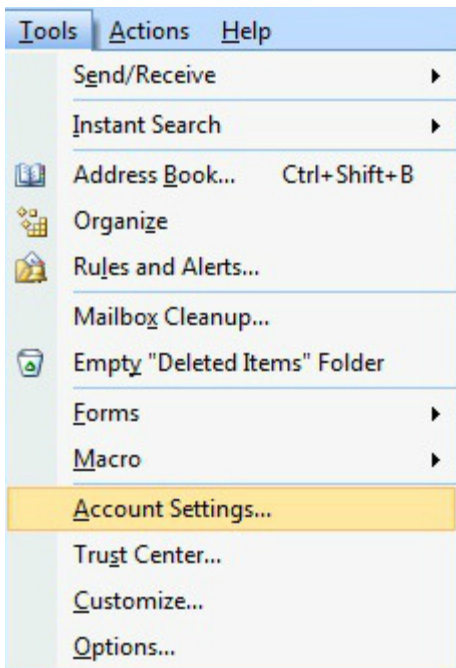 Tools Actions Help
Send/Receive
Instant Search
Address Book... Ctrl+Shift+B
Organize
Rules and Alerts...
Mailbox Cleanup...
Empty "Deleted Items" Folder
Forms
Macro
Account Settings...
Trust Center...
Customize...
Options...